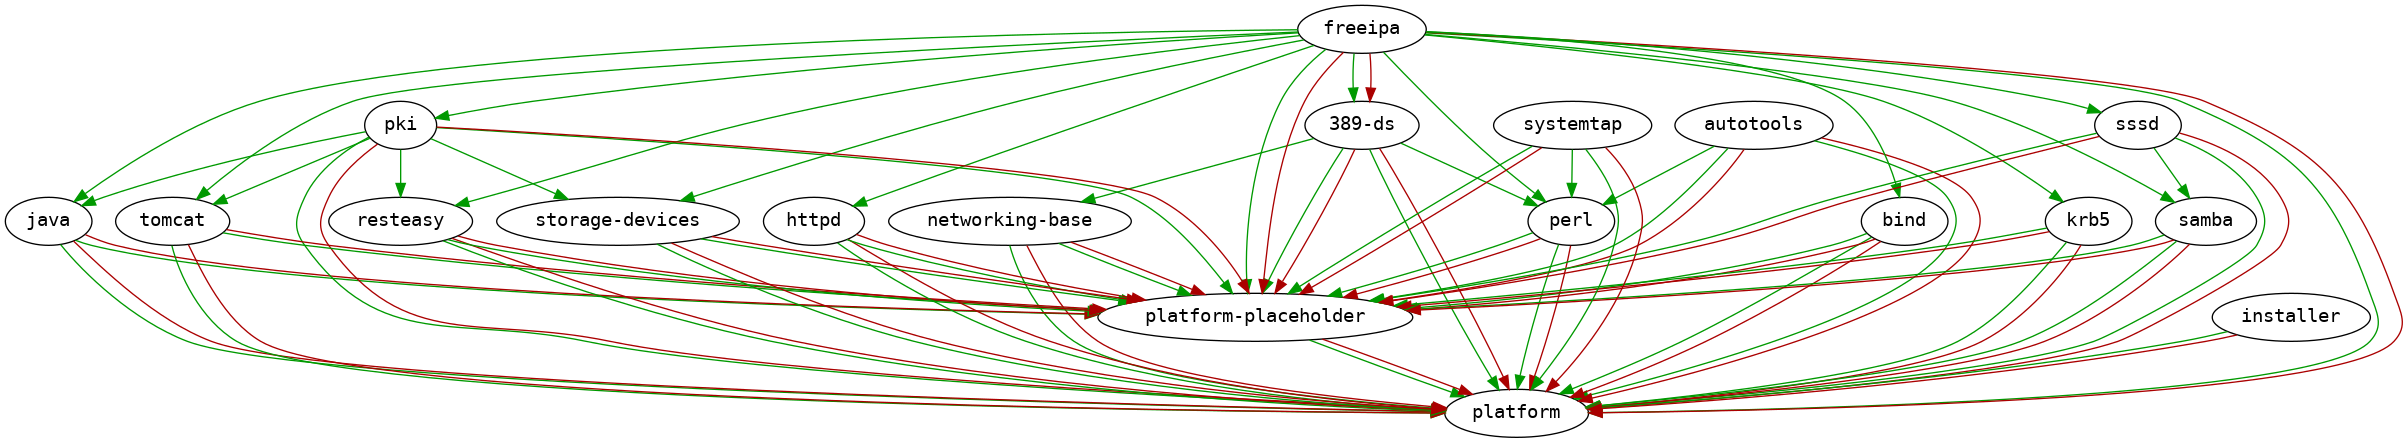 freeipa
pki
389-ds
systemtap
autotools
sssd
java
tomcat
resteasy
storage-devices
httpd
networking-base
perl
bind
krb5
samba
platform-placeholder
installer
platform